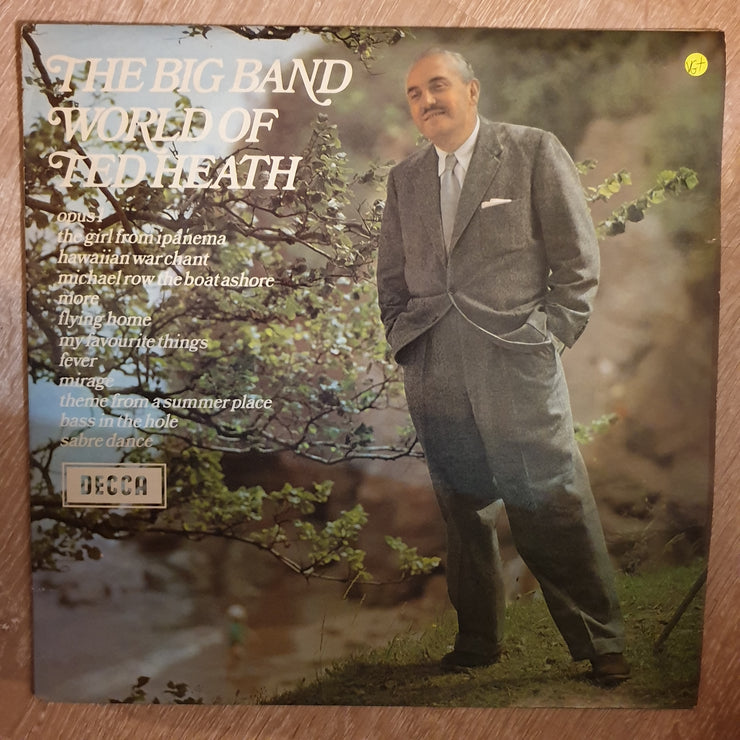 THE BIG BAND
WORLD OF
TED HEATH
opus 1
the girl from ipanema
hawaiian war chant
michael row the boat ashore
more
flying home
my favourite things
fever
mirage
theme from a summer place
bass in the hole
sabre dance
DECCA
VG+